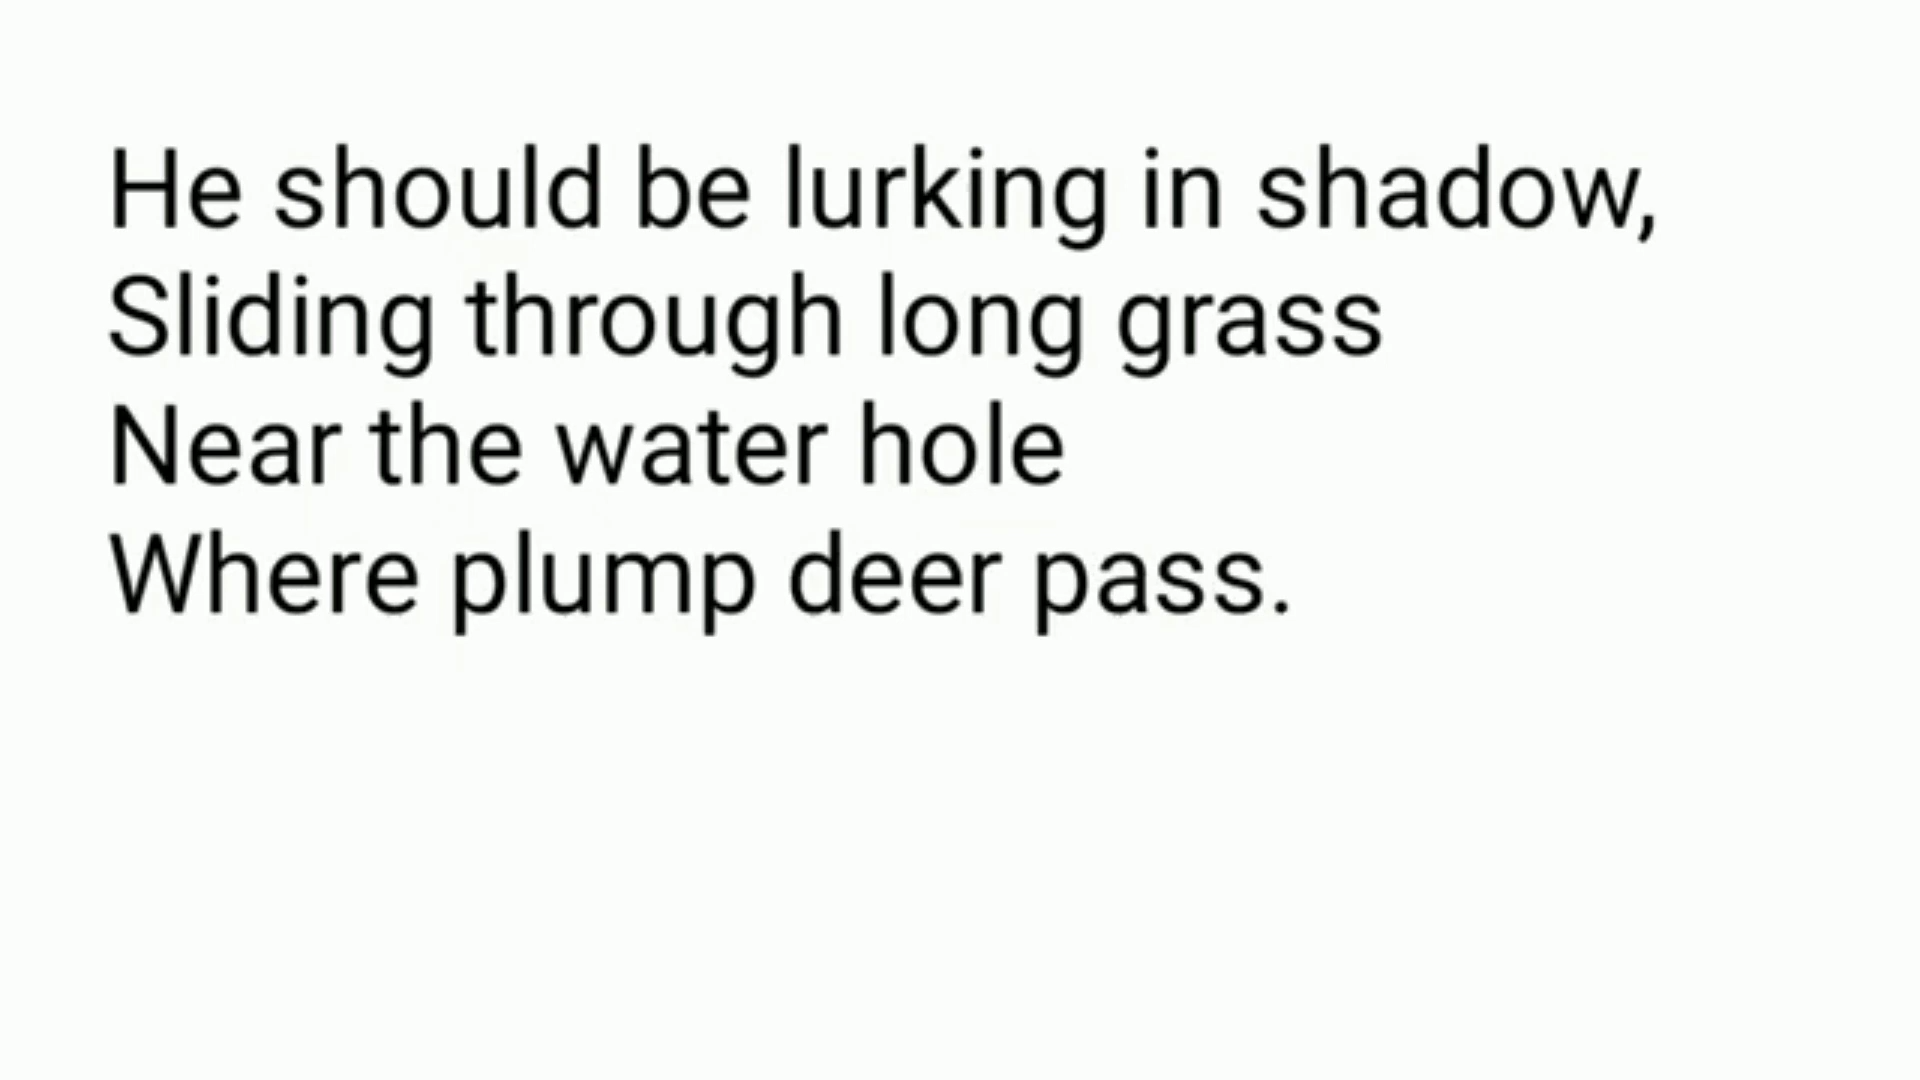 He should be lurking in shadow,
Sliding through long grass
Near the water hole
Where plump deer pass.